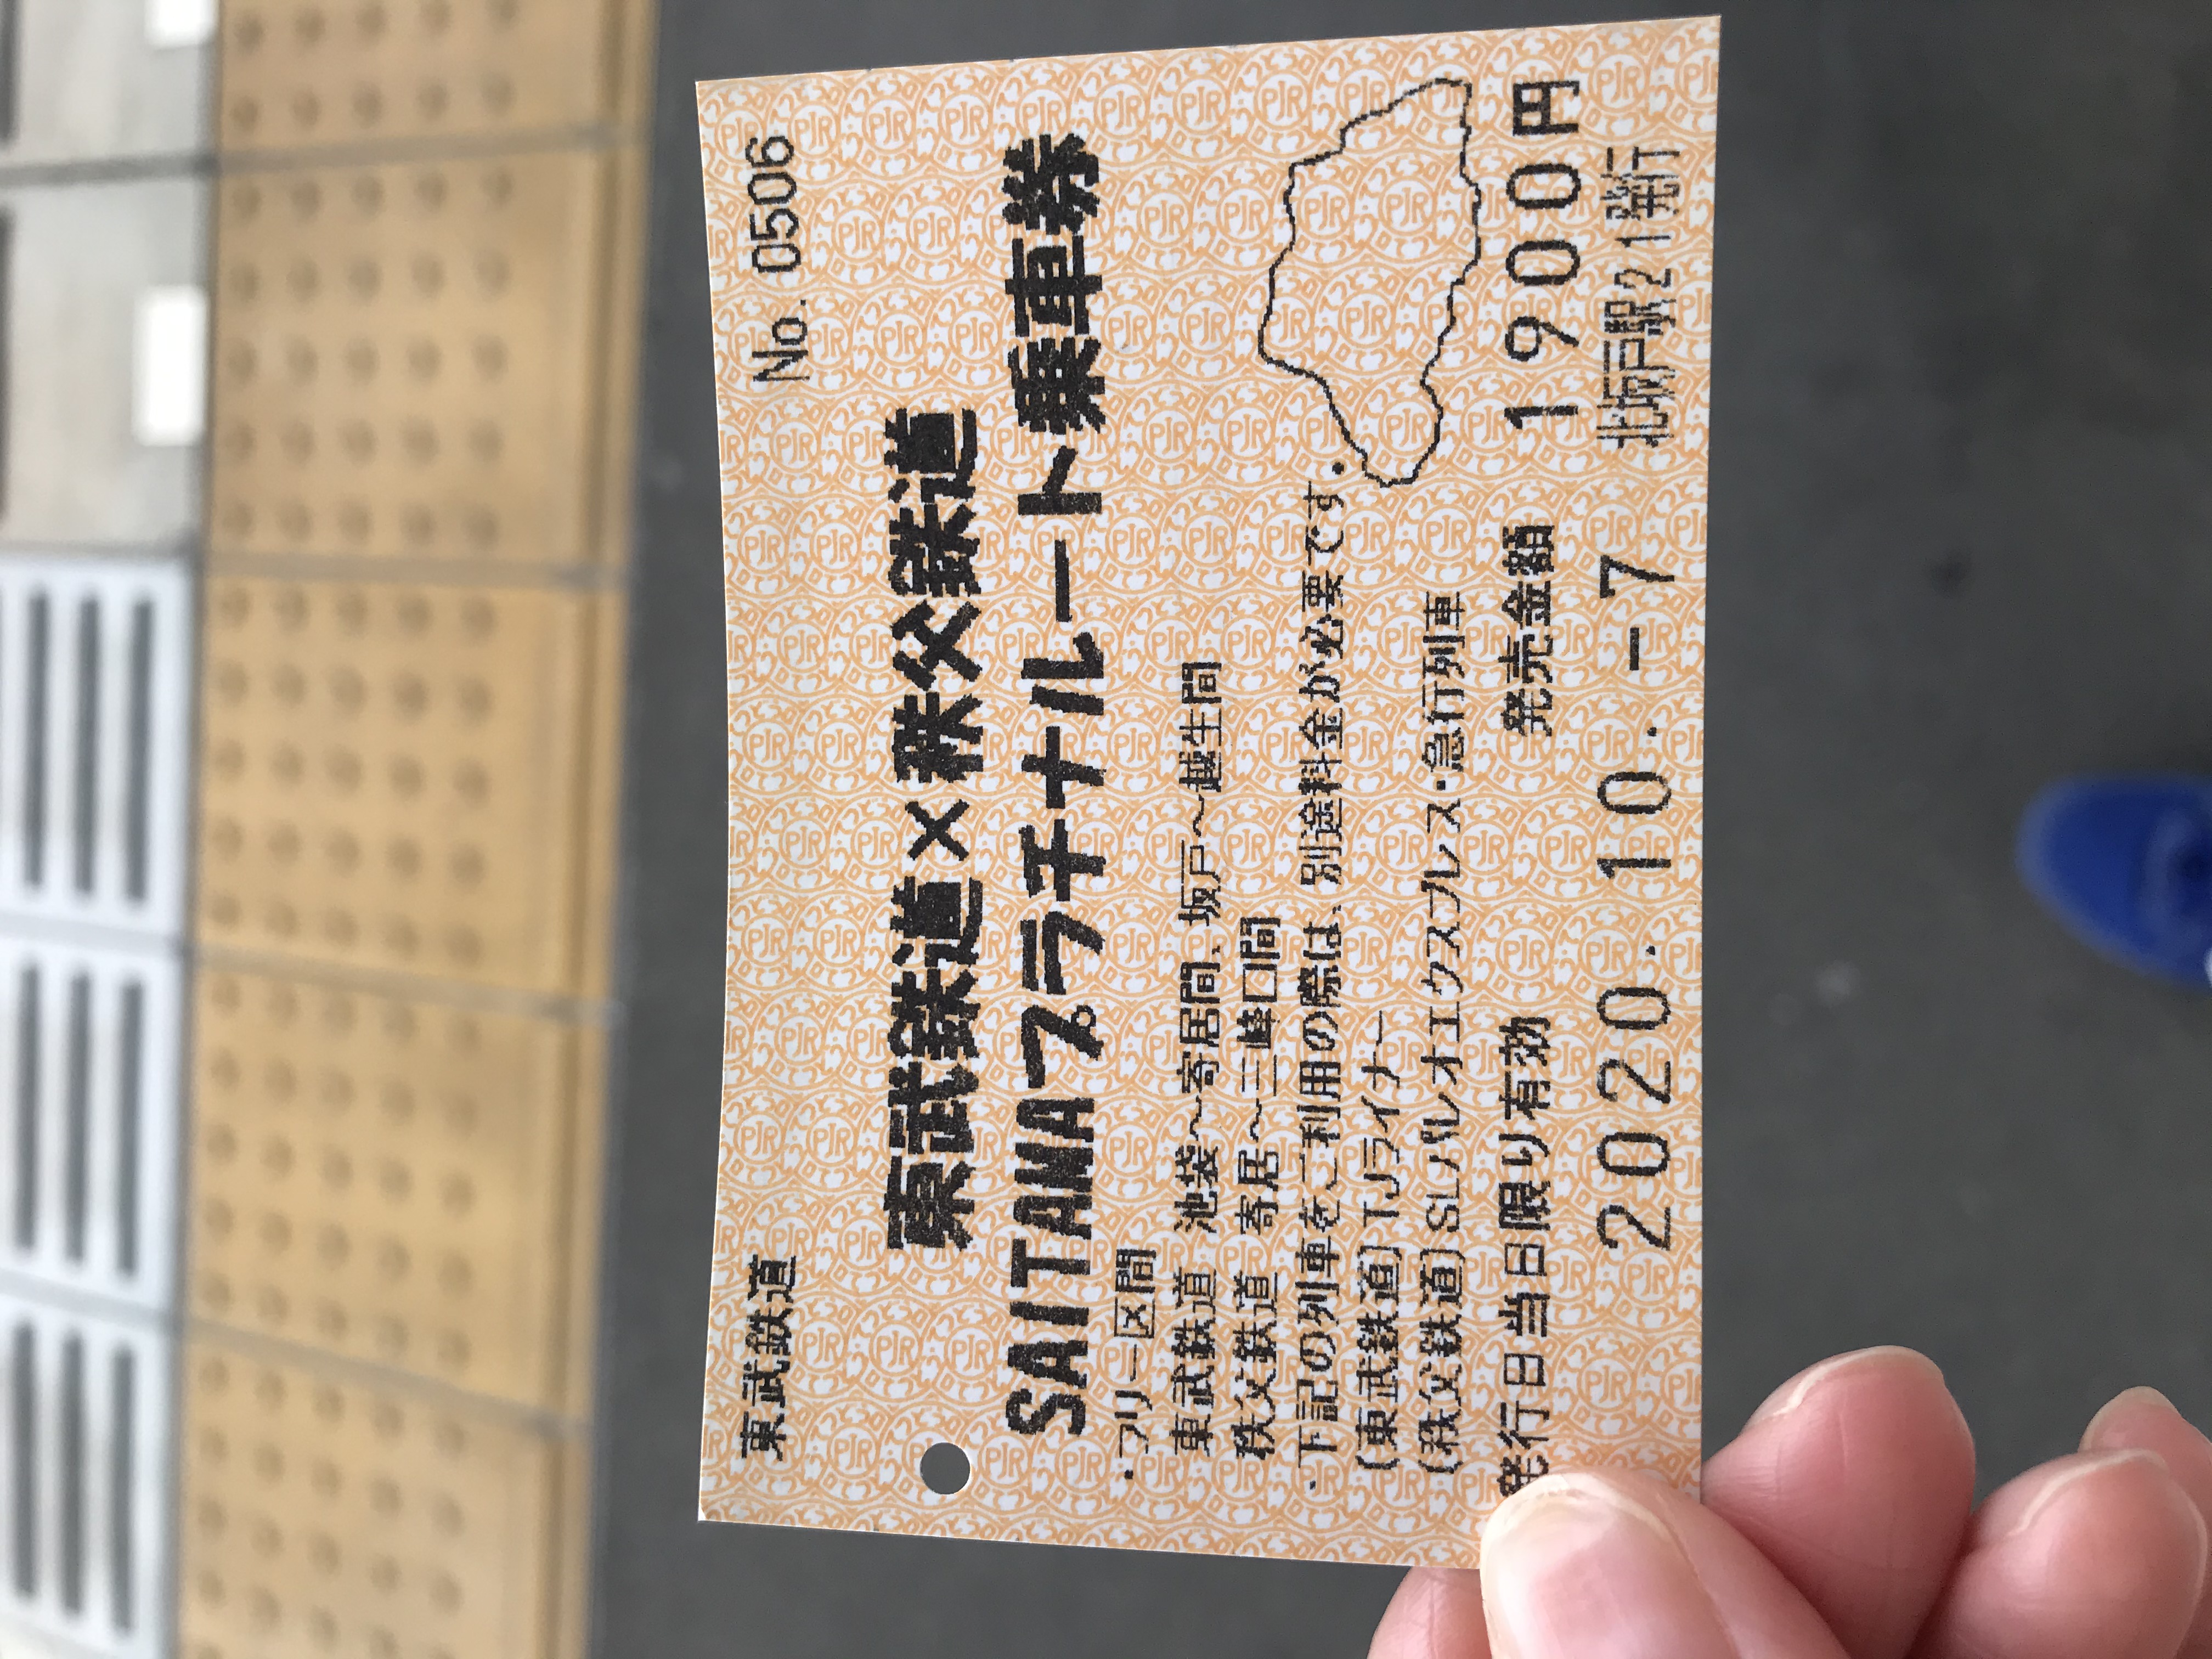 東武鉄道 No.0506
東武鉄道×秩父鉄道
SAITAMAプラチナルート乗車券
・フリー区間
東武鉄道 池袋～寄居間、坂戸～越生間
秩父鉄道 寄居～三峰口間
・下記の列車をご利用の際は、別途料金が必要です。
(東武鉄道) TJライナー
(秩父鉄道) SLパレオエクスプレス・急行列車
発行日当日限り有効 発売金額 1900円
2020.10.-7 北坂戸駅21発行